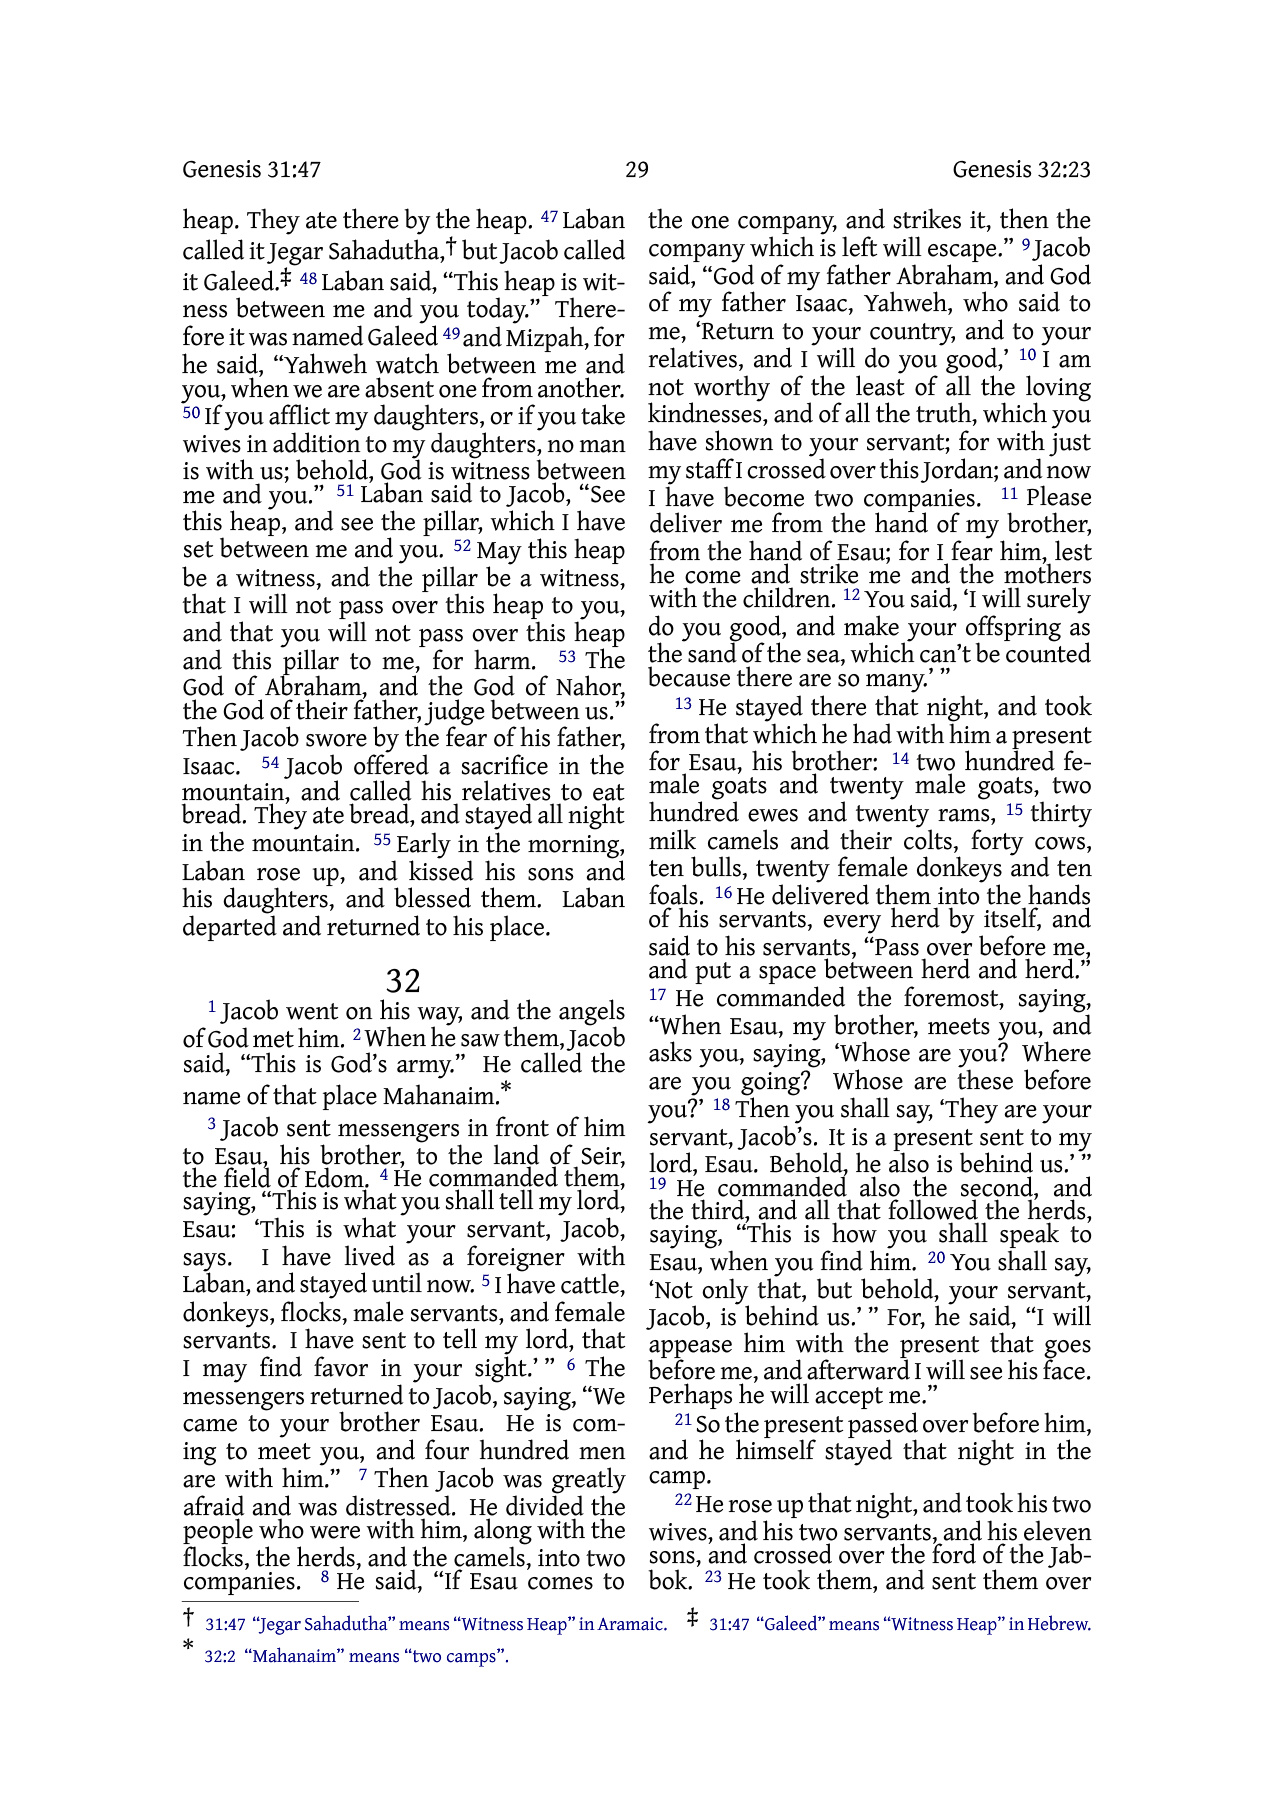 Genesis 31:47 29 Genesis 32:23
heap. They ate there by the heap. 47 Laban
called it Jegar Sahadutha,† but Jacob called
it Galeed.‡ 48 Laban said, “This heap is wit-
ness between me and you today.” There-
fore it was named Galeed 49 and Mizpah, for
he said, “Yahweh watch between me and
you, when we are absent one from another.
50 If you afflict my daughters, or if you take
wives in addition to my daughters, no man
is with us; behold, God is witness between
me and you.” 51 Laban said to Jacob, “See
this heap, and see the pillar, which I have
set between me and you. 52 May this heap
be a witness, and the pillar be a witness,
that I will not pass over this heap to you,
and that you will not pass over this heap
and this pillar to me, for harm. 53 The
God of Abraham, and the God of Nahor,
the God of their father, judge between us.”
Then Jacob swore by the fear of his father,
Isaac. 54 Jacob offered a sacrifice in the
mountain, and called his relatives to eat
bread. They ate bread, and stayed all night
in the mountain. 55 Early in the morning,
Laban rose up, and kissed his sons and
his daughters, and blessed them. Laban
departed and returned to his place.
32
1 Jacob went on his way, and the angels
of God met him. 2 When he saw them, Jacob
said, “This is God’s army.” He called the
name of that place Mahanaim.*
3 Jacob sent messengers in front of him
to Esau, his brother, to the land of Seir,
the field of Edom. 4 He commanded them,
saying, “This is what you shall tell my lord,
Esau: ‘This is what your servant, Jacob,
says. I have lived as a foreigner with
Laban, and stayed until now. 5 I have cattle,
donkeys, flocks, male servants, and female
servants. I have sent to tell my lord, that
I may find favor in your sight.’ ” 6 The
messengers returned to Jacob, saying, “We
came to your brother Esau. He is com-
ing to meet you, and four hundred men
are with him.” 7 Then Jacob was greatly
afraid and was distressed. He divided the
people who were with him, along with the
flocks, the herds, and the camels, into two
companies. 8 He said, “If Esau comes to
the one company, and strikes it, then the
company which is left will escape.” 9 Jacob
said, “God of my father Abraham, and God
of my father Isaac, Yahweh, who said to
me, ‘Return to your country, and to your
relatives, and I will do you good,’ 10 I am
not worthy of the least of all the loving
kindnesses, and of all the truth, which you
have shown to your servant; for with just
my staff I crossed over this Jordan; and now
I have become two companies. 11 Please
deliver me from the hand of my brother,
from the hand of Esau; for I fear him, lest
he come and strike me and the mothers
with the children. 12 You said, ‘I will surely
do you good, and make your offspring as
the sand of the sea, which can’t be counted
because there are so many.’ ”
13 He stayed there that night, and took
from that which he had with him a present
for Esau, his brother: 14 two hundred fe-
male goats and twenty male goats, two
hundred ewes and twenty rams, 15 thirty
milk camels and their colts, forty cows,
ten bulls, twenty female donkeys and ten
foals. 16 He delivered them into the hands
of his servants, every herd by itself, and
said to his servants, “Pass over before me,
and put a space between herd and herd.”
17 He commanded the foremost, saying,
“When Esau, my brother, meets you, and
asks you, saying, ‘Whose are you? Where
are you going? Whose are these before
you?’ 18 Then you shall say, ‘They are your
servant, Jacob’s. It is a present sent to my
lord, Esau. Behold, he also is behind us.’ ”
19 He commanded also the second, and
the third, and all that followed the herds,
saying, “This is how you shall speak to
Esau, when you find him. 20 You shall say,
‘Not only that, but behold, your servant,
Jacob, is behind us.’ ” For, he said, “I will
appease him with the present that goes
before me, and afterward I will see his face.
Perhaps he will accept me.”
21 So the present passed over before him,
and he himself stayed that night in the
camp.
22 He rose up that night, and took his two
wives, and his two servants, and his eleven
sons, and crossed over the ford of the Jab-
bok. 23 He took them, and sent them over
† 31:47 “Jegar Sahadutha” means “Witness Heap” in Aramaic. ‡ 31:47 “Galeed” means “Witness Heap” in Hebrew.
* 32:2 “Mahanaim” means “two camps”.